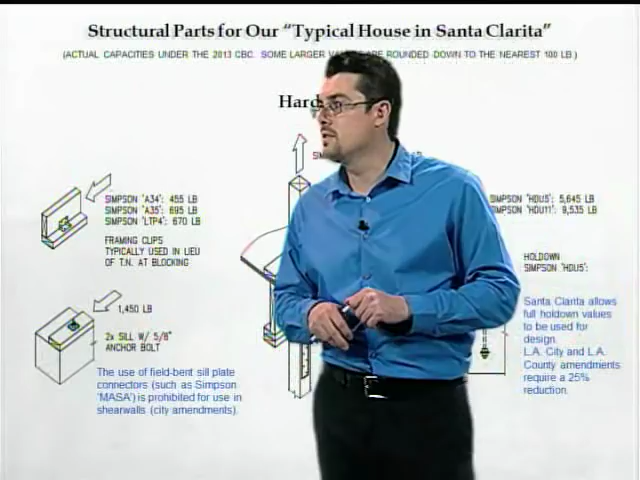 Structural Parts for Our “Typical House in Santa Clarita”
(ACTUAL CAPACITIES UNDER THE 2013 CBC. SOME LARGER ARE ROUNDED DOWN TO THE NEAREST 100 LB.)
SIMPSON 'A34': 455 LB
SIMPSON 'A35': 695 LB
SIMPSON 'LTP4': 670 LB
FRAMING CLIPS
TYPICALLY USED IN LIEU
OF T.N. AT BLOCKING
1,450 LB
2x SILL W/ 5/8"
ANCHOR BOLT
The use of field-bent sill plate
connectors (such as Simpson
'MASA') is prohibited for use in
shearwalls (city amendments).
SIMPSON 'HDU5': 5,645 LB
SIMPSON 'HDU11': 9,535 LB
HOLDOWN
SIMPSON 'HDU5':
Santa Clarita allows
full holdown values
to be used for
design.
L.A. City and L.A.
County amendments
require a 25%
reduction.